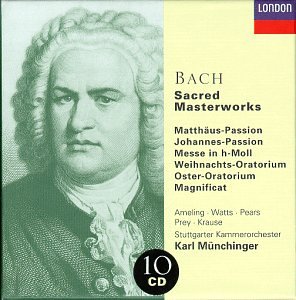 LONDON
BACH
Sacred
Masterworks
Matthäus-Passion
Johannes-Passion
Messe in h-Moll
Weihnachts-Oratorium
Oster-Oratorium
Magnificat
Ameling · Watts · Pears
Prey · Krause
Stuttgarter Kammerorchester
Karl Münchinger
10
CD